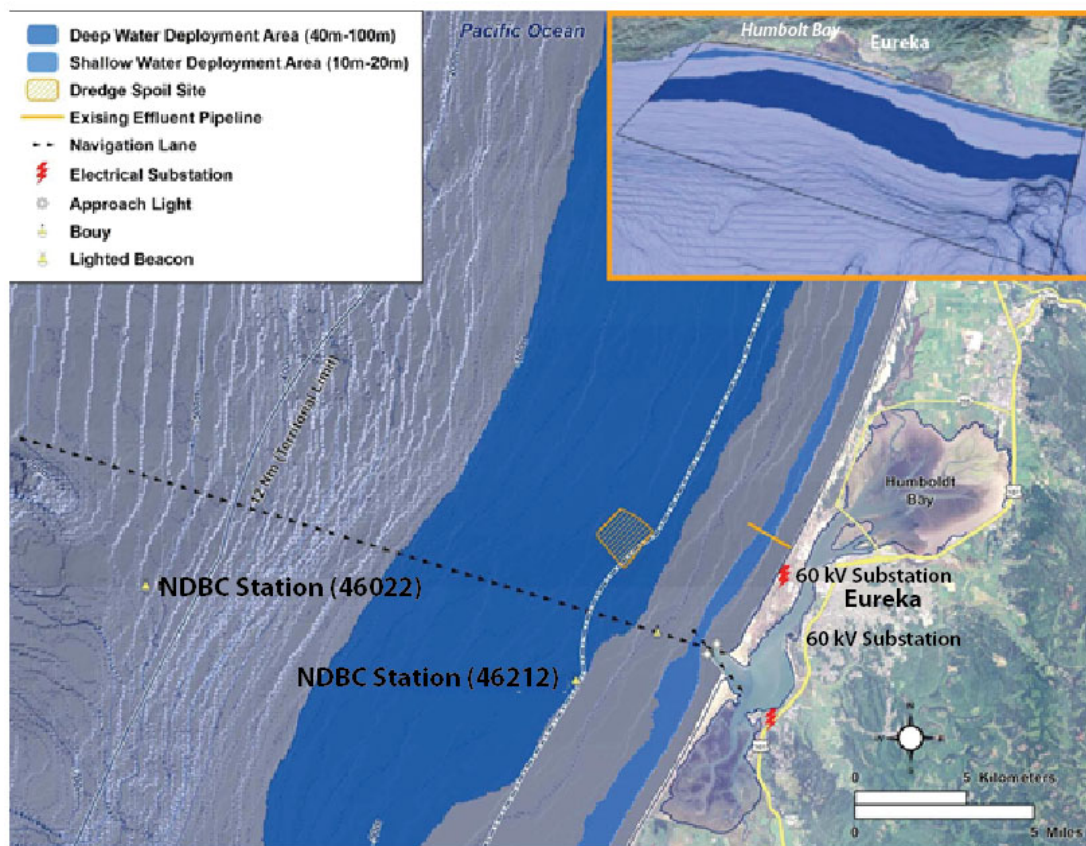 Deep Water Deployment Area (40m-100m)
Shallow Water Deployment Area (10m-20m)
Dredge Spoil Site
Exising Effluent Pipeline
Navigation Lane
Electrical Substation
Approach Light
Bouy
Lighted Beacon
Pacific Ocean
Humbolt Bay
Eureka
12 Nm (Territorial Limit)
Humboldt
Bay
101
NDBC Station (46022)
60 kV Substation
Eureka
60 kV Substation
NDBC Station (46212)
101
N
0 5 Kilometers
0 5 Miles